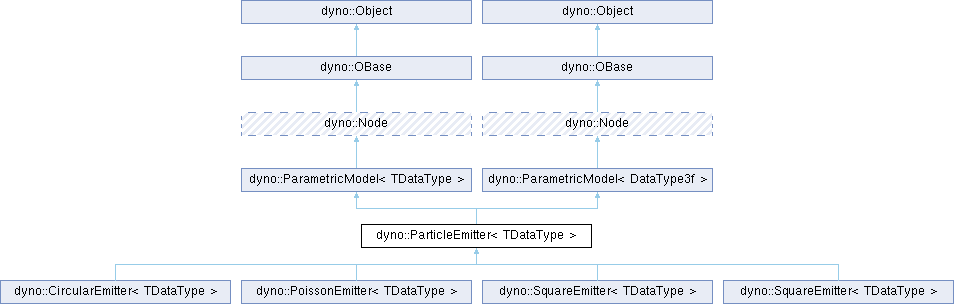 dyno::Object dyno::Object
dyno::OBase dyno::OBase
dyno::Node dyno::Node
dyno::ParametricModel< TDataType > dyno::ParametricModel< DataType3f >
dyno::ParticleEmitter< TDataType >
dyno::CircularEmitter< TDataType > dyno::PoissonEmitter< TDataType > dyno::SquareEmitter< TDataType > dyno::SquareEmitter< TDataType >